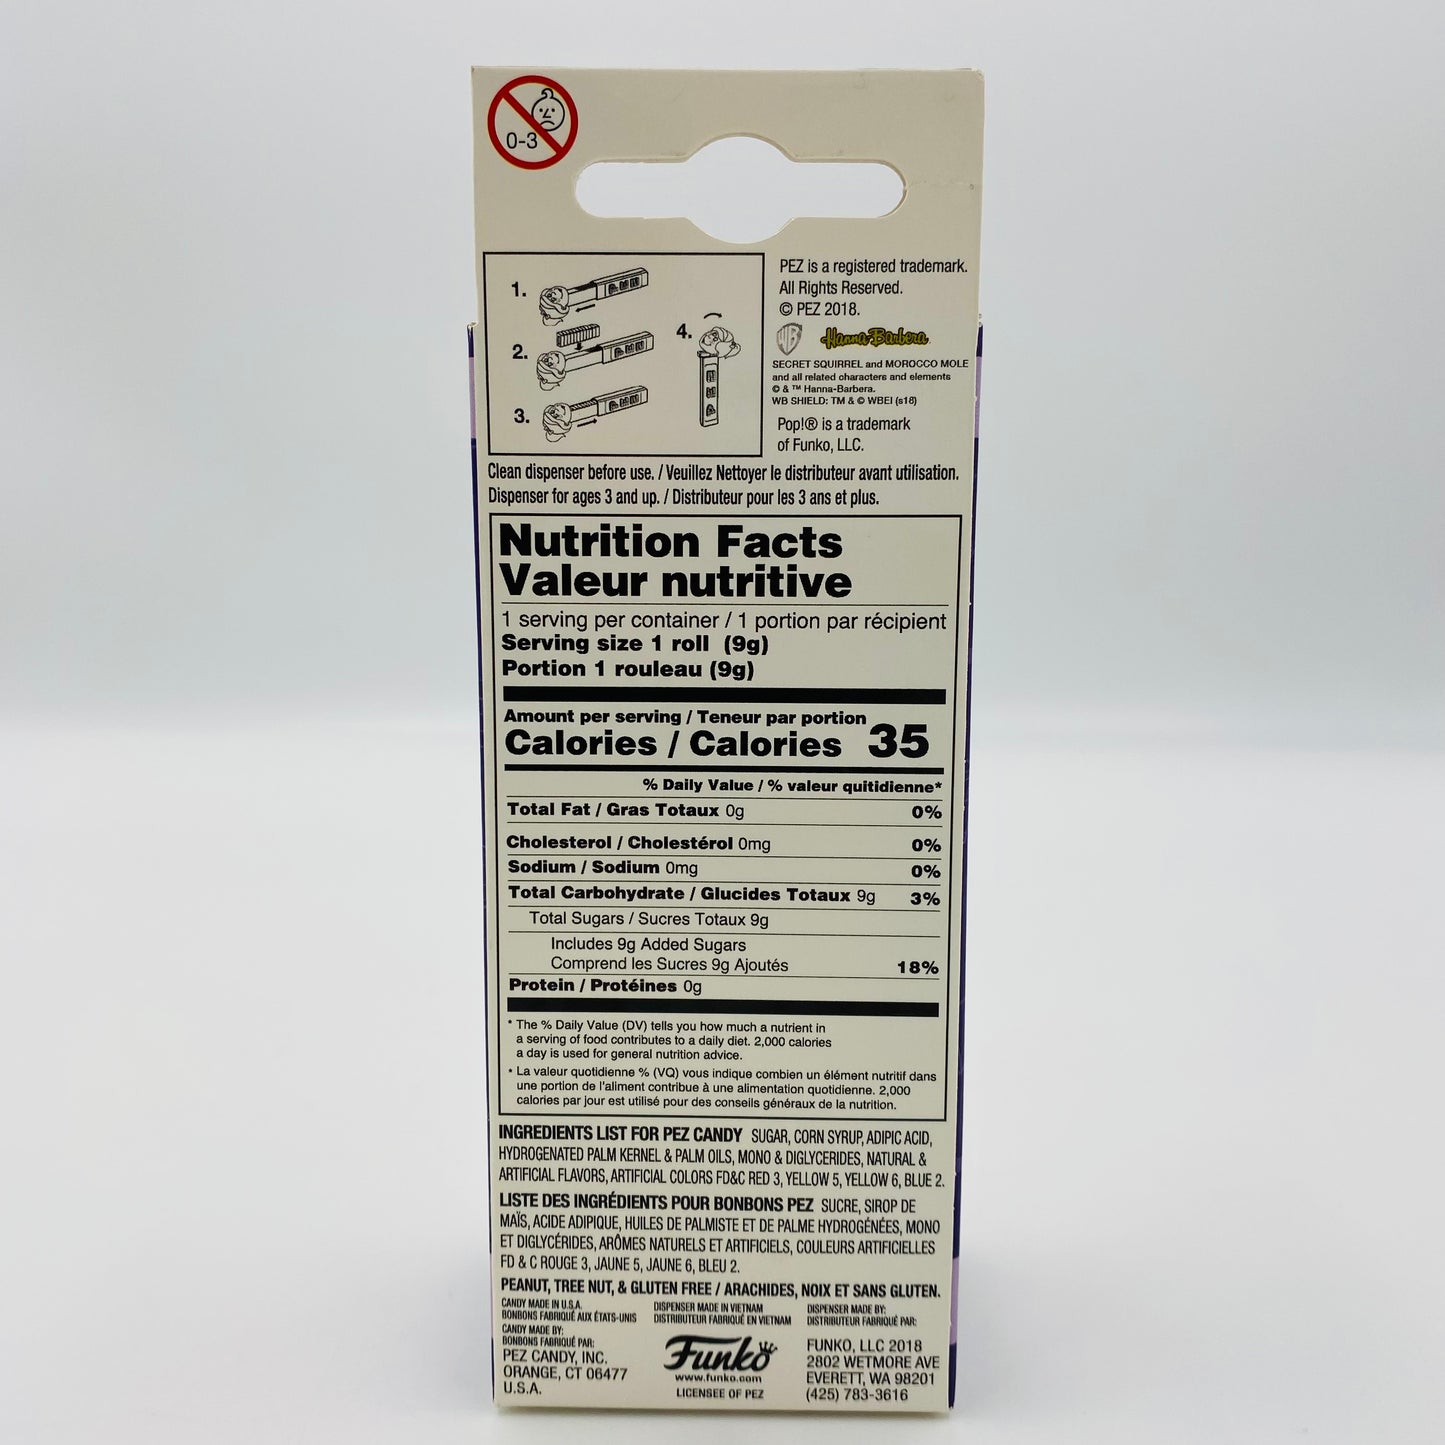 0-3
1.
2.
3.
4.
PEZ is a registered trademark.
All Rights Reserved.
© PEZ 2018.
WB Hanna-Barbera
SECRET SQUIRREL and MOROCCO MOLE
and all related characters and elements
© & ™ Hanna-Barbera.
WB SHIELD: TM & © WBEI (s18)
Pop!® is a trademark
of Funko, LLC.
Clean dispenser before use. / Veuillez Nettoyer le distributeur avant utilisation.
Dispenser for ages 3 and up. / Distributeur pour les 3 ans et plus.
Nutrition Facts
Valeur nutritive
1 serving per container / 1 portion par récipient
Serving size 1 roll (9g)
Portion 1 rouleau (9g)
Amount per serving / Teneur par portion
Calories / Calories 35
% Daily Value / % valeur quitidienne*
Total Fat / Gras Totaux 0g 0%
Cholesterol / Cholestérol 0mg 0%
Sodium / Sodium 0mg 0%
Total Carbohydrate / Glucides Totaux 9g 3%
Total Sugars / Sucres Totaux 9g
Includes 9g Added Sugars
Comprend les Sucres 9g Ajoutés 18%
Protein / Protéines 0g
* The % Daily Value (DV) tells you how much a nutrient in
a serving of food contributes to a daily diet. 2,000 calories
a day is used for general nutrition advice.
* La valeur quotidienne % (VQ) vous indique combien un élément nutritif dans
une portion de l'aliment contribue à une alimentation quotidienne. 2,000
calories par jour est utilisé pour des conseils généraux de la nutrition.
INGREDIENTS LIST FOR PEZ CANDY SUGAR, CORN SYRUP, ADIPIC ACID,
HYDROGENATED PALM KERNEL & PALM OILS, MONO & DIGLYCERIDES, NATURAL &
ARTIFICIAL FLAVORS, ARTIFICIAL COLORS FD&C RED 3, YELLOW 5, YELLOW 6, BLUE 2.
LISTE DES INGRÉDIENTS POUR BONBONS PEZ SUCRE, SIROP DE
MAÏS, ACIDE ADIPIQUE, HUILES DE PALMISTE ET DE PALME HYDROGÉNÉES, MONO
ET DIGLYCÉRIDES, ARÔMES NATURELS ET ARTIFICIELS, COULEURS ARTIFICIELLES
FD & C ROUGE 3, JAUNE 5, JAUNE 6, BLEU 2.
PEANUT, TREE NUT, & GLUTEN FREE / ARACHIDES, NOIX ET SANS GLUTEN.
CANDY MADE IN U.S.A.
BONBONS FABRIQUÉ AUX ÉTATS-UNIS
CANDY MADE BY:
BONBONS FABRIQUÉ PAR:
PEZ CANDY, INC.
ORANGE, CT 06477
U.S.A.
DISPENSER MADE IN VIETNAM
DISTRIBUTEUR FABRIQUÉ EN VIETNAM
Funko
www.funko.com
LICENSEE OF PEZ
DISPENSER MADE BY:
DISTRIBUTEUR FABRIQUÉ PAR:
FUNKO, LLC 2018
2802 WETMORE AVE
EVERETT, WA 98201
(425) 783-3616